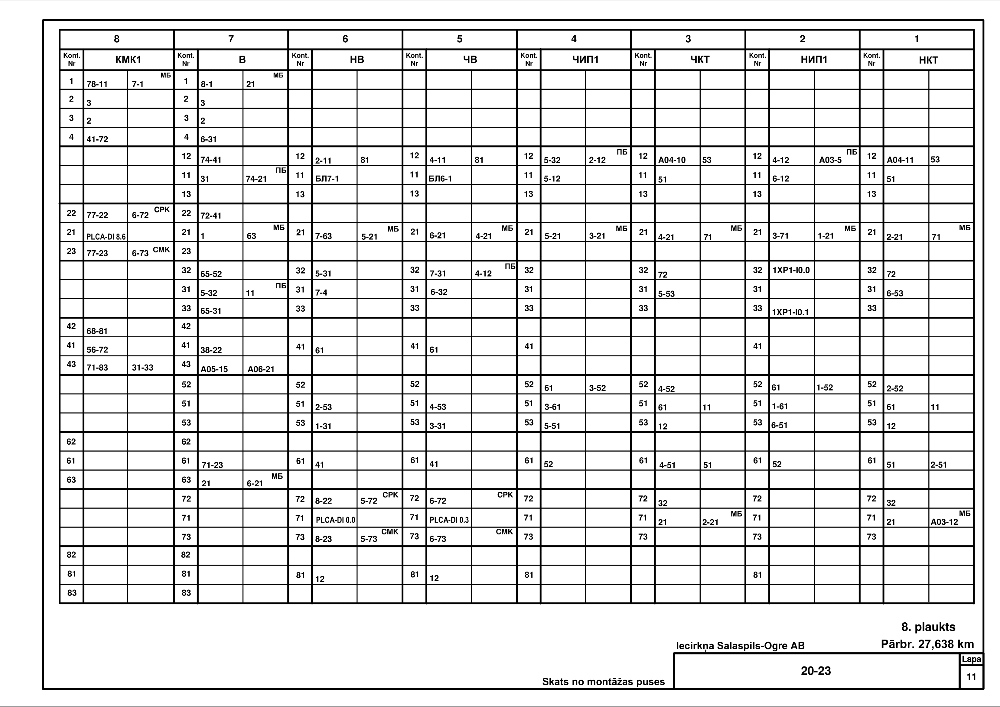 8 7 6 5 4 3 2 1
Kont. Nr КМК1 Kont. Nr В Kont. Nr НВ Kont. Nr ЧВ Kont. Nr ЧИП1 Kont. Nr ЧКТ Kont. Nr НИП1 Kont. Nr НКТ
1 78-11 7-1 МБ 1 8-1 21 МБ
2 3 2 3
3 2 3 2
4 41-72 4 6-31
12 74-41 12 2-11 81 12 4-11 81 12 5-32 2-12 ПБ 12 А04-10 53 12 4-12 А03-5 ПБ 12 А04-11 53
11 31 74-21 ПБ 11 БЛ7-1 11 БЛ6-1 11 5-12 11 51 11 6-12 11 51
13 13 13 13 13 13 13
22 77-22 6-72 СРК 22 72-41
21 PLCA-DI 8.6 21 1 63 МБ 21 7-63 5-21 МБ 21 6-21 4-21 МБ 21 5-21 3-21 МБ 21 4-21 71 МБ 21 3-71 1-21 МБ 21 2-21 71 МБ
23 77-23 6-73 СМК 23
32 65-52 32 5-31 32 7-31 4-12 ПБ 32 32 72 32 1XP1-I0.0 32 72
31 5-32 11 ПБ 31 7-4 31 6-32 31 31 5-53 31 31 6-53
33 65-31 33 33 33 33 33 1XP1-I0.1 33
42 68-81 42
41 56-72 41 38-22 41 61 41 61 41 41
43 71-83 31-33 43 А05-15 А06-21
52 52 52 52 61 3-52 52 4-52 52 61 1-52 52 2-52
51 51 2-53 51 4-53 51 3-61 51 61 11 51 1-61 51 61 11
53 53 1-31 53 3-31 53 5-51 53 12 53 6-51 53 12
62 62
61 61 71-23 61 41 61 41 61 52 61 4-51 51 61 52 61 51 2-51
63 63 21 6-21 МБ
72 72 8-22 5-72 СРК 72 6-72 СРК 72 72 32 72 72 32
71 71 PLCA-DI 0.0 71 PLCA-DI 0.3 71 71 21 2-21 МБ 71 71 21 А03-12 МБ
73 73 8-23 5-73 СМК 73 6-73 СМК 73 73 73 73
82 82
81 81 81 12 81 12 81 81
83 83
8. plaukts
Iecirkņa Salaspils-Ogre AB Pārbr. 27,638 km
Lapa
20-23
11
Skats no montāžas puses